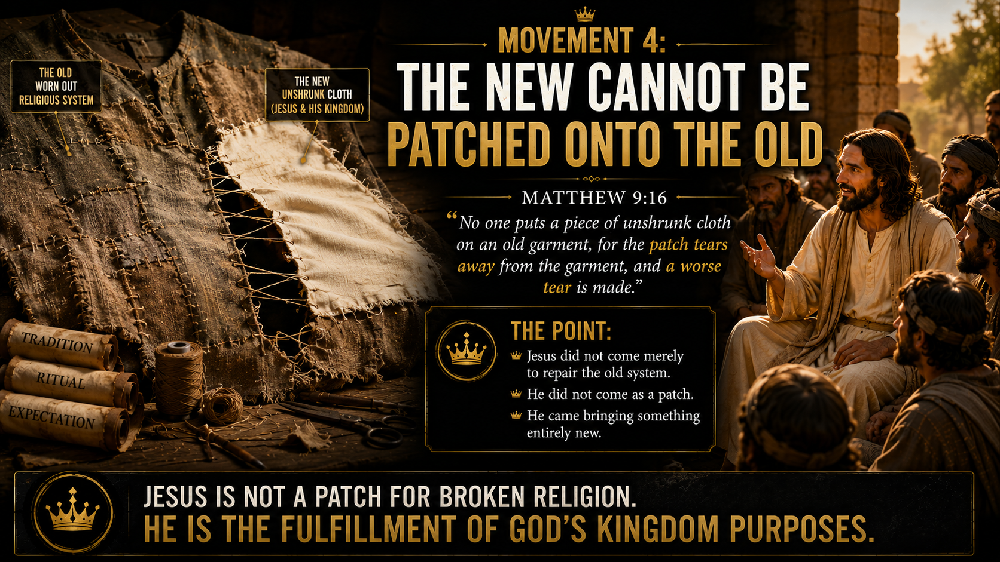 MOVEMENT 4:
THE NEW CANNOT BE
PATCHED ONTO THE OLD
THE OLD
WORN OUT
RELIGIOUS SYSTEM
THE NEW
UNSHRUNK CLOTH
(JESUS & HIS KINGDOM)
MATTHEW 9:16
“No one puts a piece of unshrunk cloth
on an old garment, for the patch tears
away from the garment, and a worse
tear is made.”
TRADITION
RITUAL
EXPECTATION
THE POINT:
Jesus did not come merely
to repair the old system.
He did not come as a patch.
He came bringing something
entirely new.
JESUS IS NOT A PATCH FOR BROKEN RELIGION.
HE IS THE FULFILLMENT OF GOD’S KINGDOM PURPOSES.